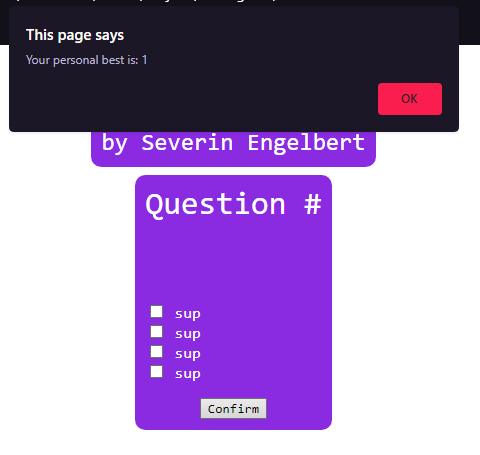 This page says
Your personal best is: 1
OK
by Severin Engelbert
Question #
sup
sup
sup
sup
Confirm